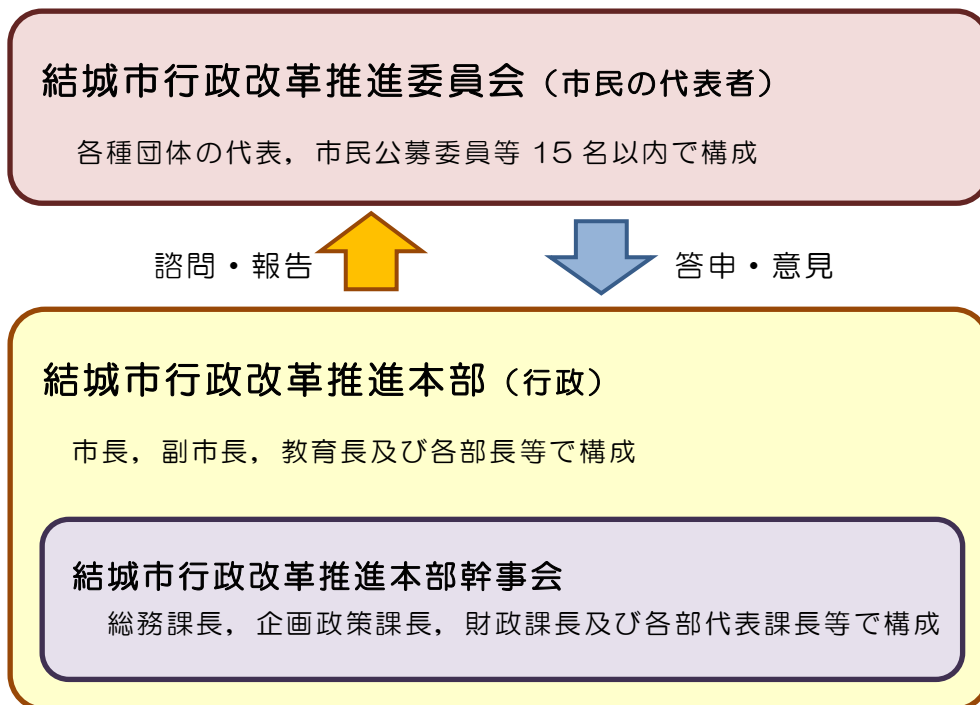 結城市行政改革推進委員会（市民の代表者）
各種団体の代表，市民公募委員等 15 名以内で構成
諮問・報告
答申・意見
結城市行政改革推進本部（行政）
市長，副市長，教育長及び各部長等で構成
結城市行政改革推進本部幹事会
総務課長，企画政策課長，財政課長及び各部代表課長等で構成